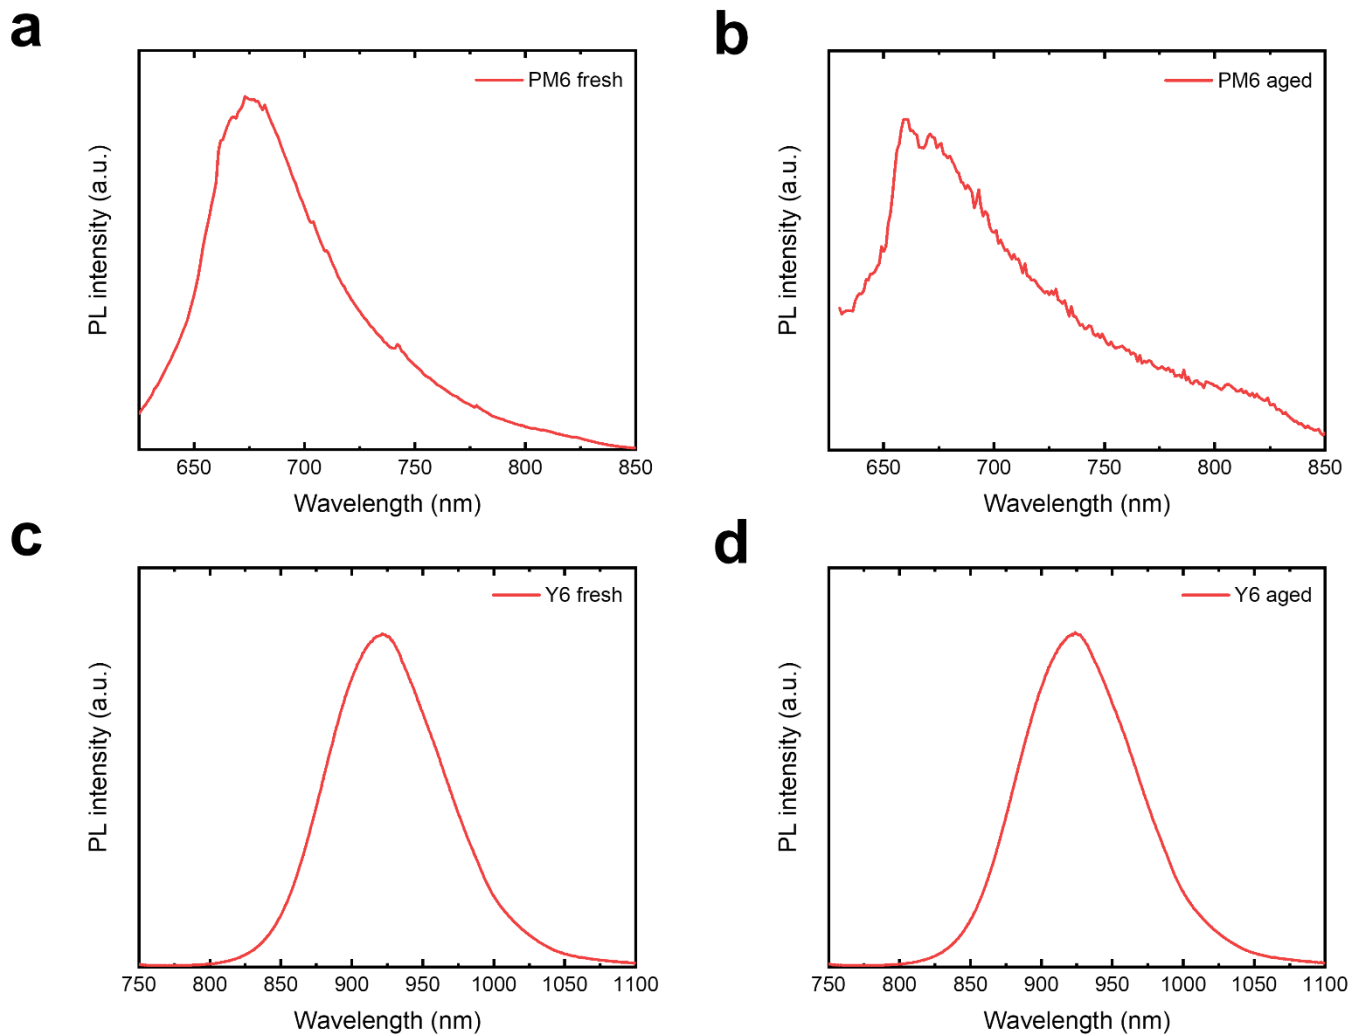 a
PM6 fresh
PL intensity (a.u.)
650 700 750 800 850
Wavelength (nm)
b
PM6 aged
PL intensity (a.u.)
650 700 750 800 850
Wavelength (nm)
c
Y6 fresh
PL intensity (a.u.)
750 800 850 900 950 1000 1050 1100
Wavelength (nm)
d
Y6 aged
PL intensity (a.u.)
750 800 850 900 950 1000 1050 1100
Wavelength (nm)